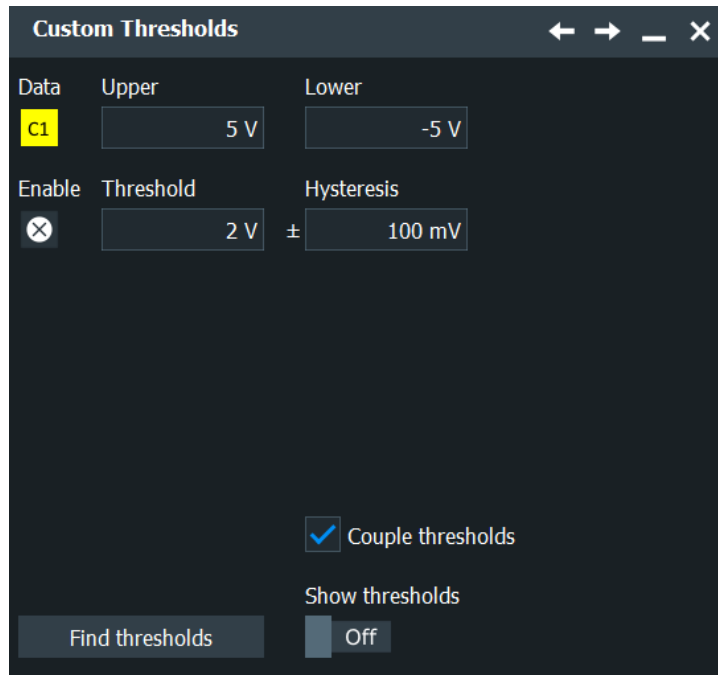 Custom Thresholds
Data Upper Lower
C1 5 V -5 V
Enable Threshold Hysteresis
2 V ± 100 mV
Couple thresholds
Show thresholds
Find thresholds Off